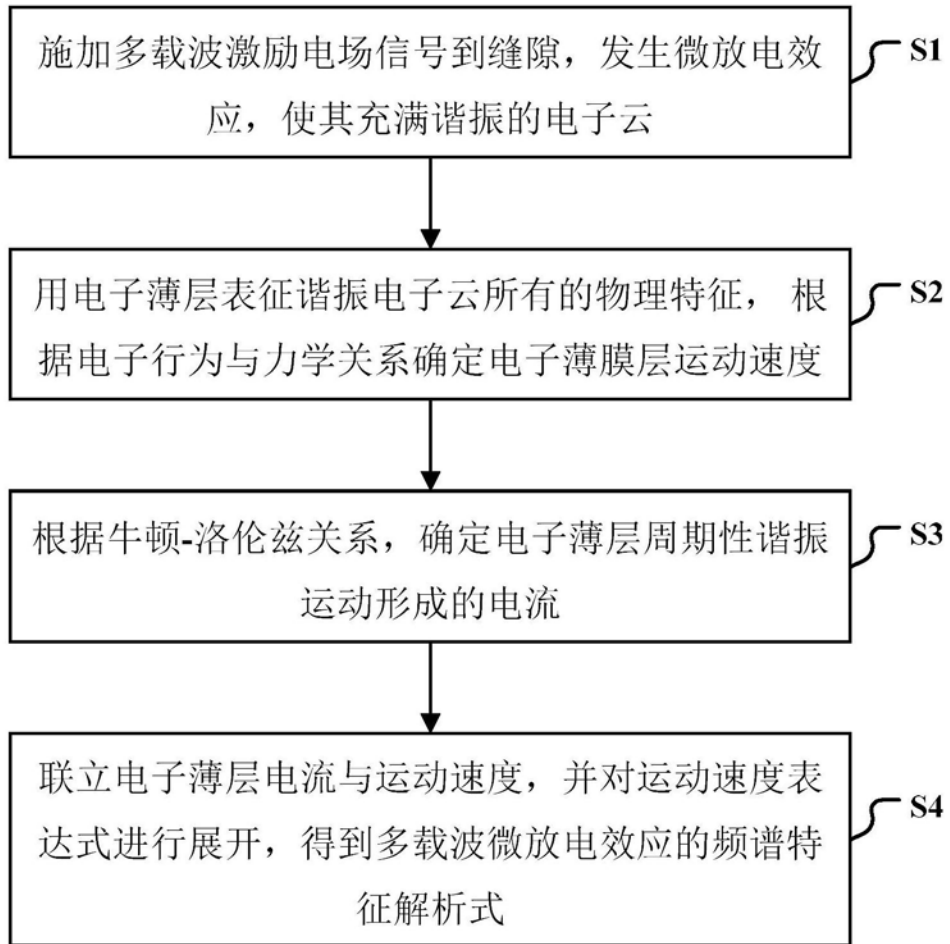 施加多载波激励电场信号到缝隙，发生微放电效
应，使其充满谐振的电子云
S1
用电子薄层表征谐振电子云所有的物理特征， 根
据电子行为与力学关系确定电子薄膜层运动速度
S2
根据牛顿-洛伦兹关系，确定电子薄层周期性谐振
运动形成的电流
S3
联立电子薄层电流与运动速度，并对运动速度表
达式进行展开，得到多载波微放电效应的频谱特
征解析式
S4